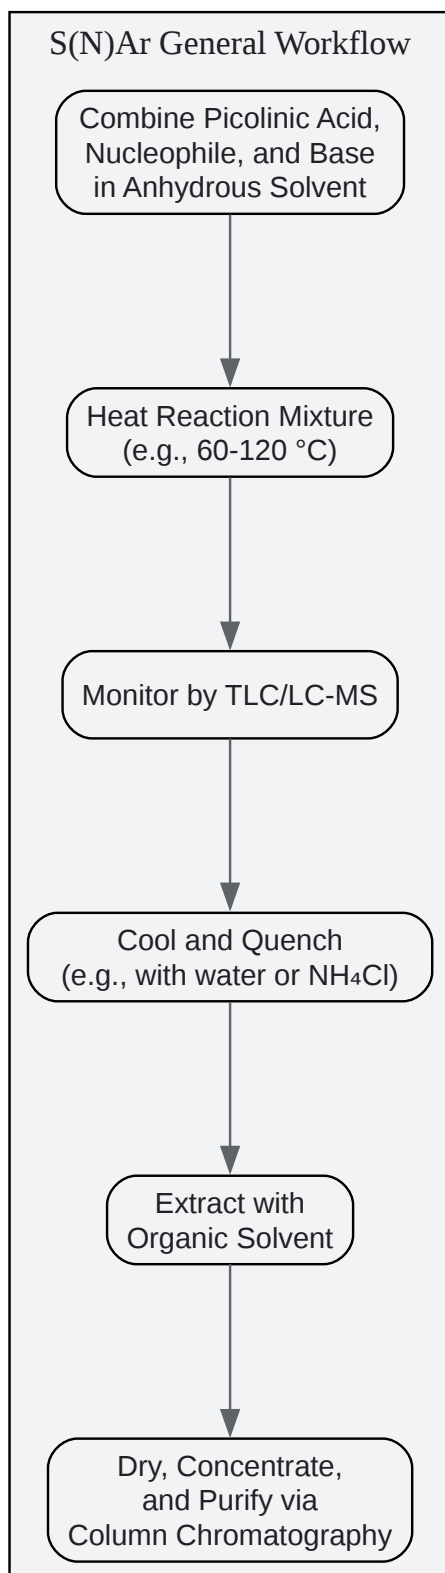 S(N)Ar General Workflow
Combine Picolinic Acid,
Nucleophile, and Base
in Anhydrous Solvent
Heat Reaction Mixture
(e.g., 60-120 °C)
Monitor by TLC/LC-MS
Cool and Quench
(e.g., with water or NH₄Cl)
Extract with
Organic Solvent
Dry, Concentrate,
and Purify via
Column Chromatography